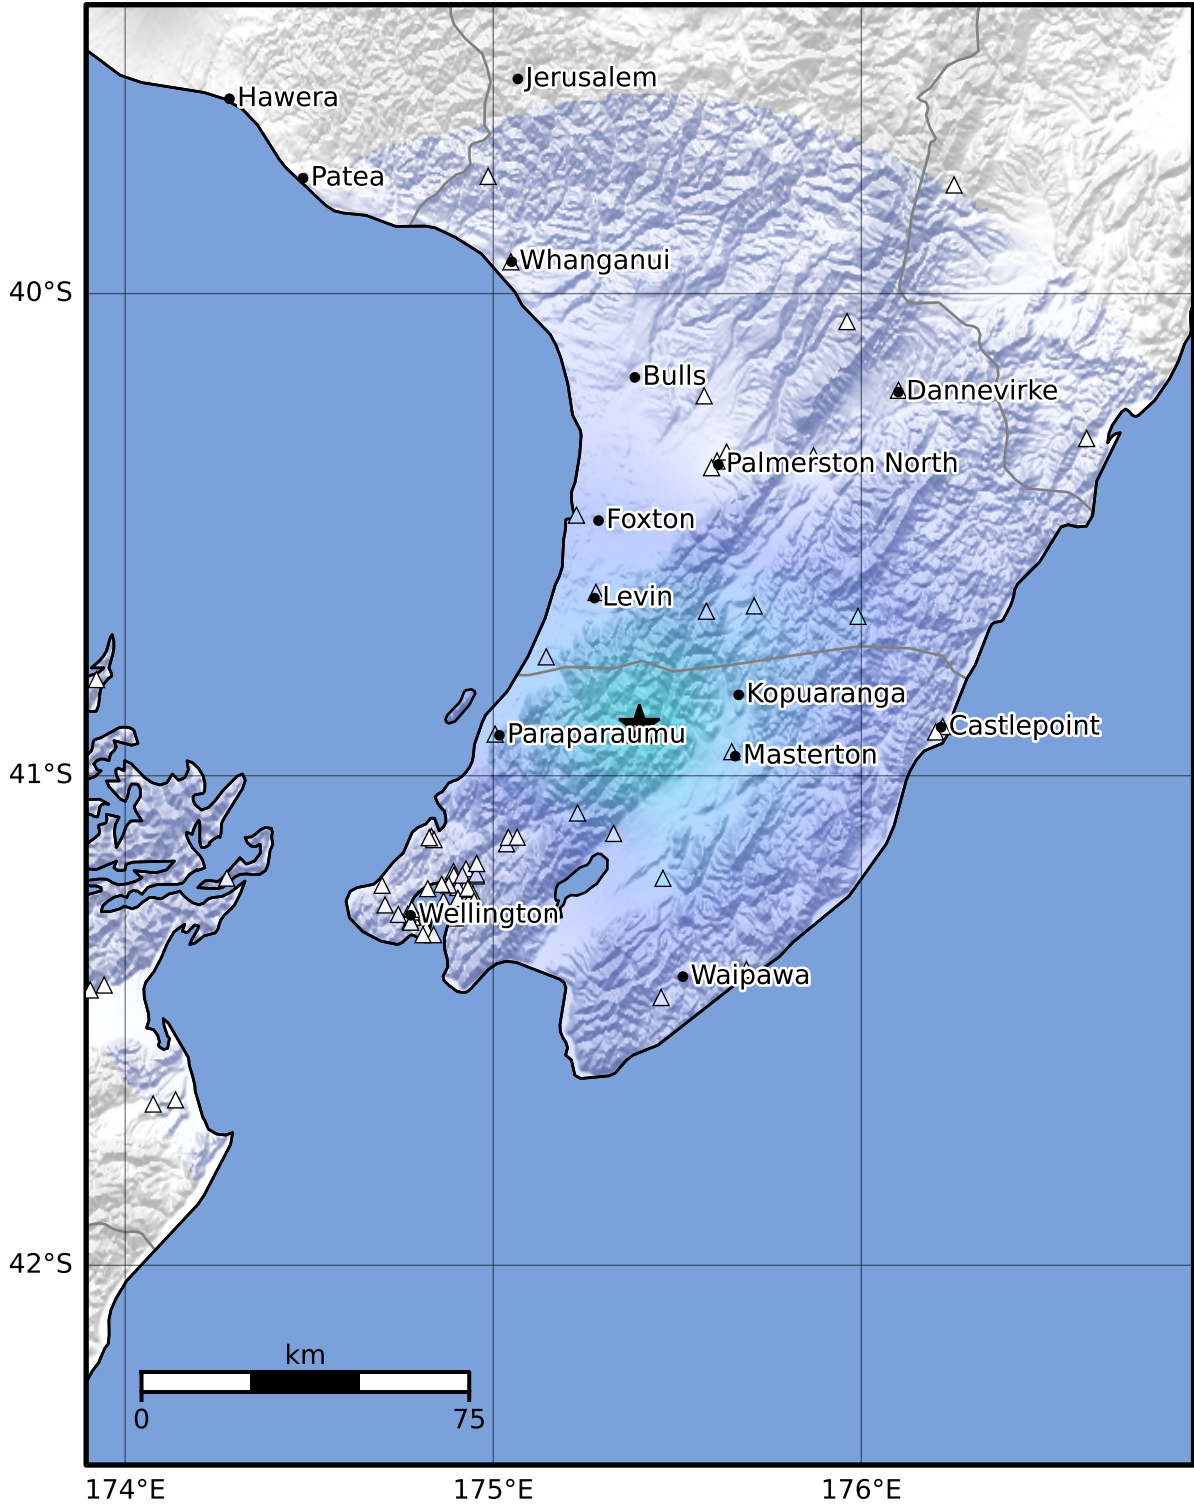 Jerusalem
Hawera
Patea
Whanganui
40°S
Bulls
Dannevirke
Palmerston North
Foxton
Levin
Kopuaranga
Castlepoint
Paraparaumu
Masterton
41°S
Wellington
Waipawa
42°S
km
0 75
174°E 175°E 176°E